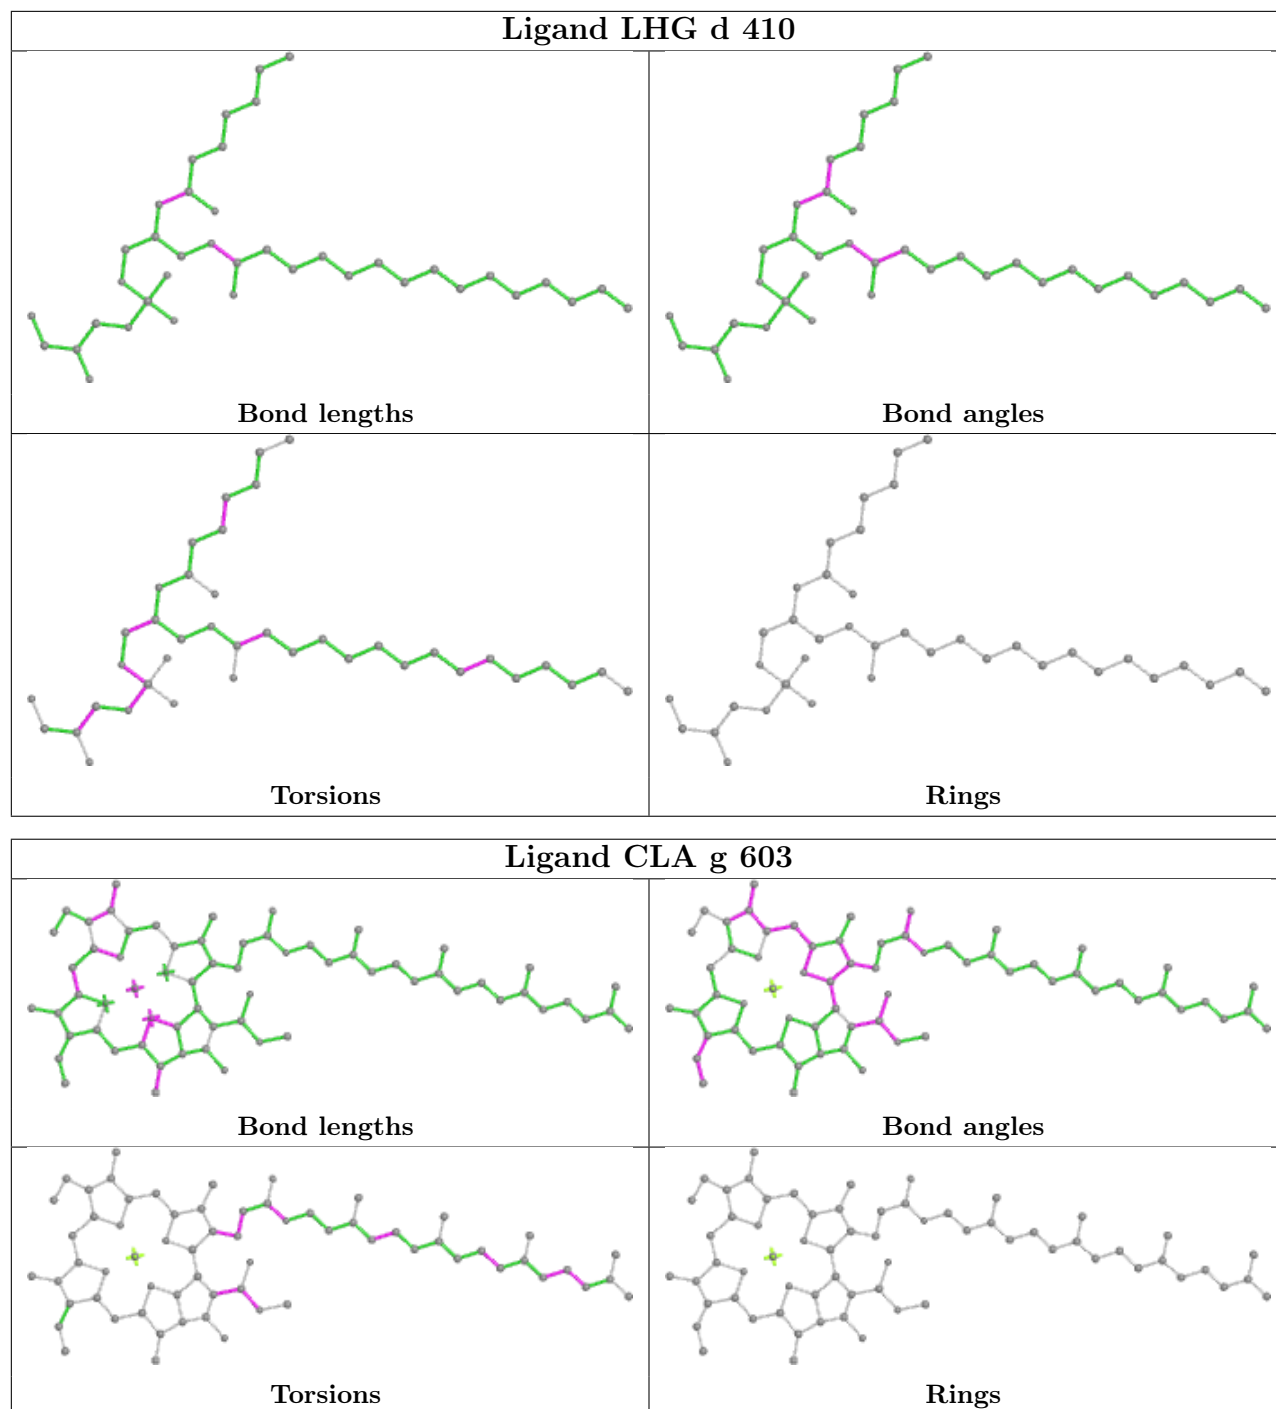 Ligand LHG d 410
Bond lengths
Bond angles
Torsions
Rings
Ligand CLA g 603
Bond lengths
Bond angles
Torsions
Rings